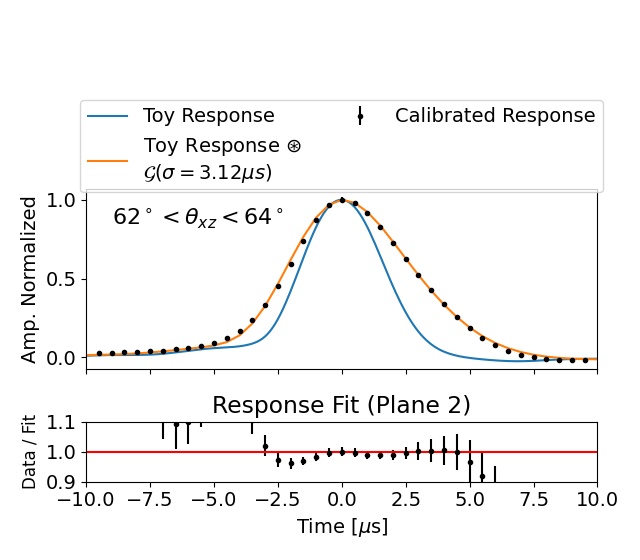 Toy Response
Toy Response ⊛
𝒢(σ = 3.12μs)
Calibrated Response
62° < θxz < 64°
1.0
0.5
0.0
Amp. Normalized
Response Fit (Plane 2)
1.1
1.0
0.9
Data / Fit
−10.0 −7.5 −5.0 −2.5 0.0 2.5 5.0 7.5 10.0
Time [μs]